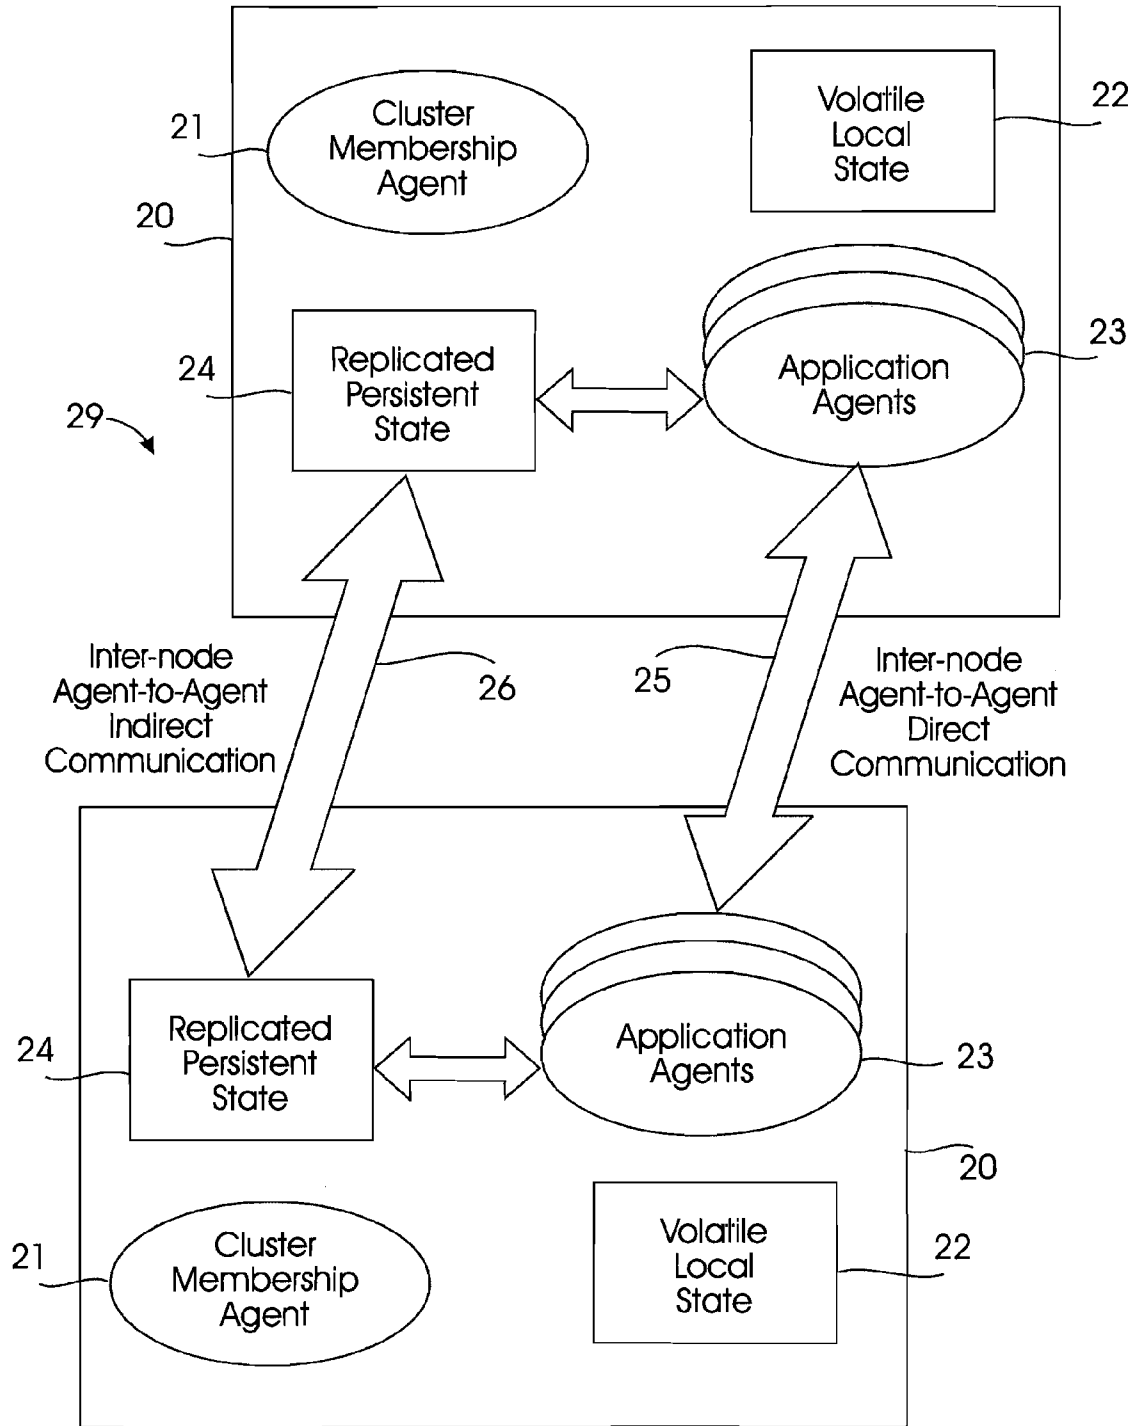 Cluster
Membership
Agent
21
Volatile
Local
State
22
20
Replicated
Persistent
State
24
Application
Agents
23
29
Inter-node
Agent-to-Agent
Indirect
Communication
26
25
Inter-node
Agent-to-Agent
Direct
Communication
Replicated
Persistent
State
24
Application
Agents
23
20
Cluster
Membership
Agent
21
Volatile
Local
State
22